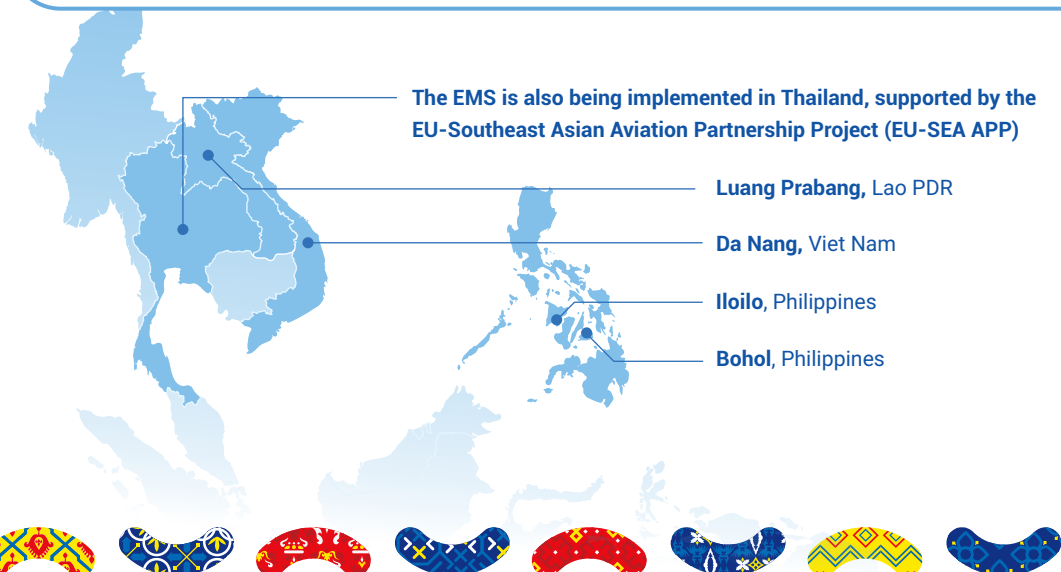 The EMS is also being implemented in Thailand, supported by the
EU-Southeast Asian Aviation Partnership Project (EU-SEA APP)
Luang Prabang, Lao PDR
Da Nang, Viet Nam
Iloilo, Philippines
Bohol, Philippines